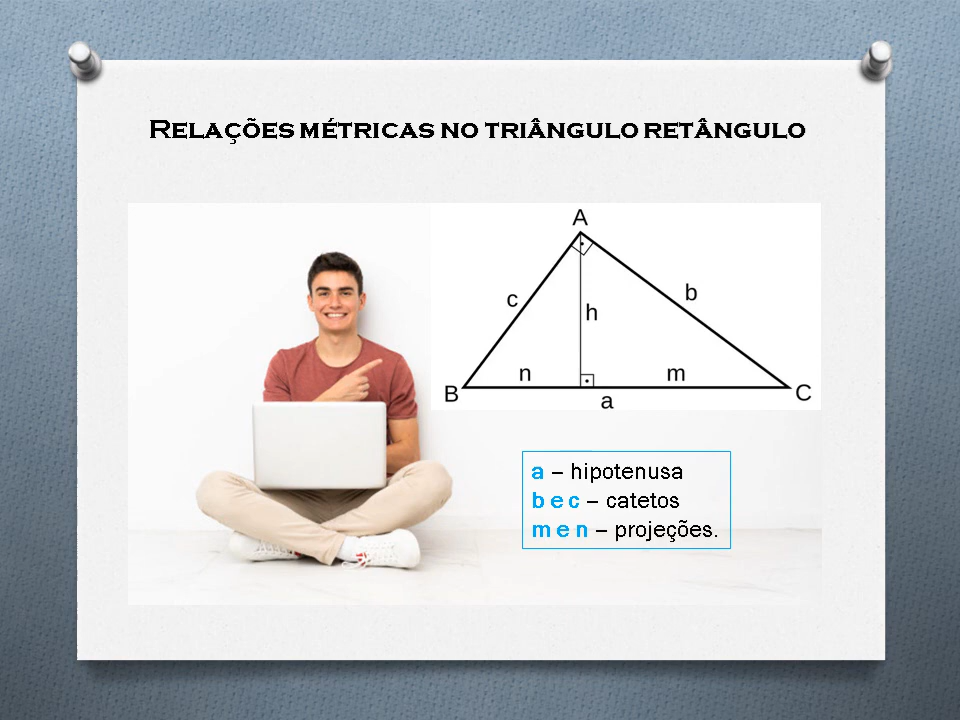 RELAÇÕES MÉTRICAS NO TRIÂNGULO RETÂNGULO
A
c
b
h
n
m
B
a
C
a – hipotenusa
b e c – catetos
m e n – projeções.